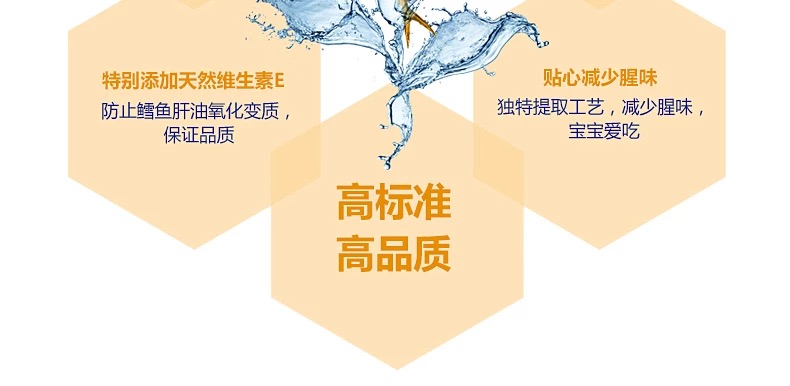 特别添加天然维生素E
防止鳕鱼肝油氧化变质，
保证品质
贴心减少腥味
独特提取工艺，减少腥味，
宝宝爱吃
高标准
高品质